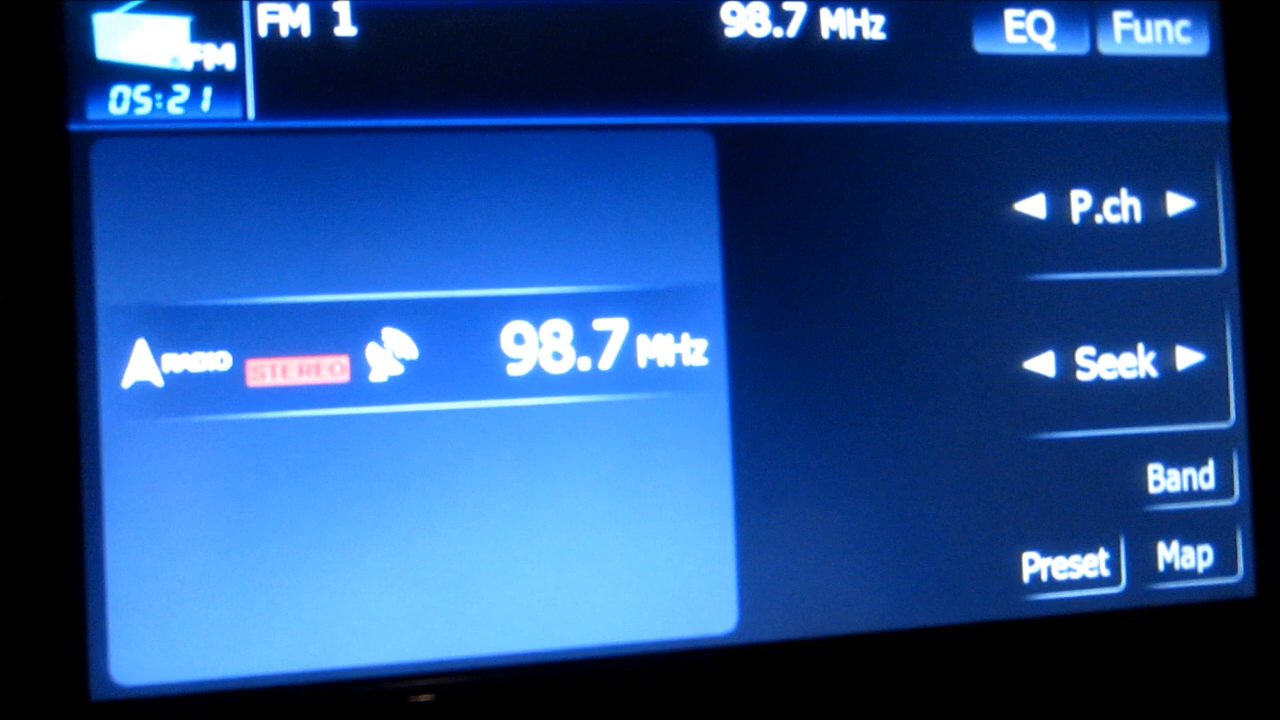 FM 1 98.7 MHz EQ Func
FM
05:21
P.ch
RADIO STEREO 98.7 MHz
Seek
Band
Preset Map